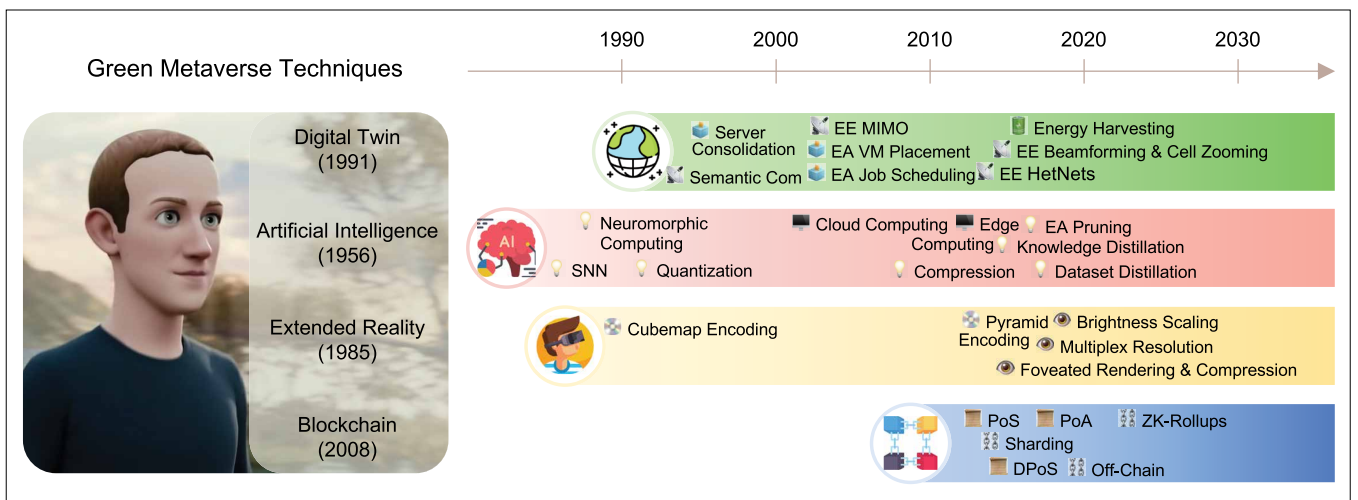 1990 2000 2010 2020 2030
Green Metaverse Techniques
Digital Twin
(1991)
Server
Consolidation
Semantic Com
EE MIMO
EA VM Placement
EA Job Scheduling
Energy Harvesting
EE Beamforming & Cell Zooming
EE HetNets
Artificial Intelligence
(1956)
AI
Neuromorphic
Computing
SNN
Quantization
Cloud Computing
Edge
Computing
EA Pruning
Knowledge Distillation
Compression
Dataset Distillation
Extended Reality
(1985)
Cubemap Encoding
Pyramid
Encoding
Brightness Scaling
Multiplex Resolution
Foveated Rendering & Compression
Blockchain
(2008)
PoS
PoA
ZK-Rollups
Sharding
DPoS
Off-Chain